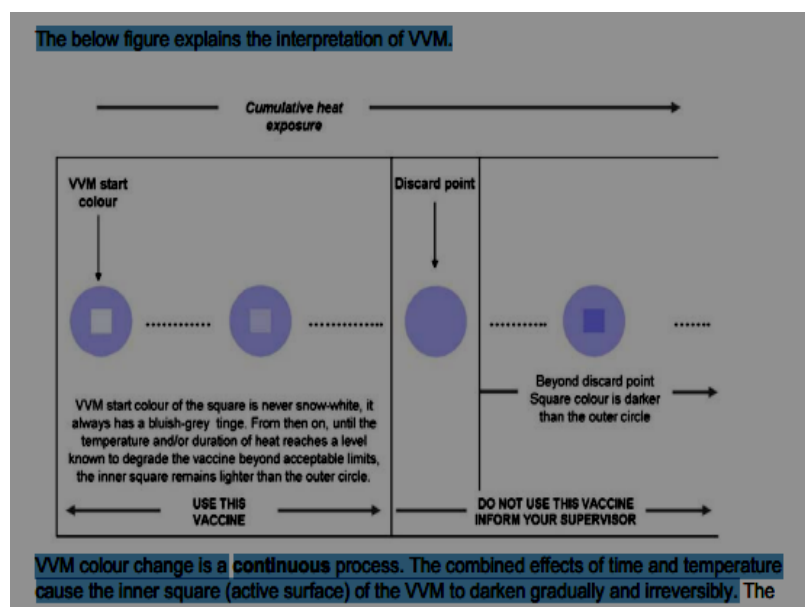 The below figure explains the interpretation of VVM.
Cumulative heat
exposure
VVM start
colour
Discard point
VVM start colour of the square is never snow-white, it
always has a bluish-grey tinge. From then on, until the
temperature and/or duration of heat reaches a level
known to degrade the vaccine beyond acceptable limits,
the inner square remains lighter than the outer circle.
Beyond discard point
Square colour is darker
than the outer circle
USE THIS
VACCINE
DO NOT USE THIS VACCINE
INFORM YOUR SUPERVISOR
VVM colour change is a continuous process. The combined effects of time and temperature
cause the inner square (active surface) of the VVM to darken gradually and irreversibly. The